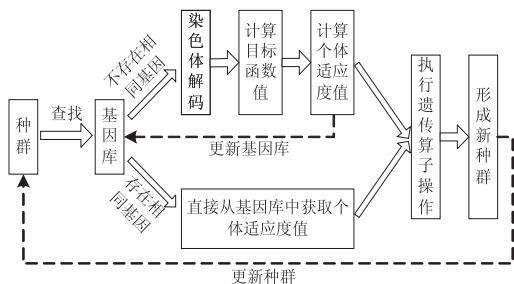 种群
查找
基因库
不存在相
同基因
染色体解码
计算
目标
函数
值
计算
个体
适应
度值
更新基因库
存在相
同基因
直接从基因库中获取个
体适应度值
执行遗传算子操作
形成新种群
更新种群